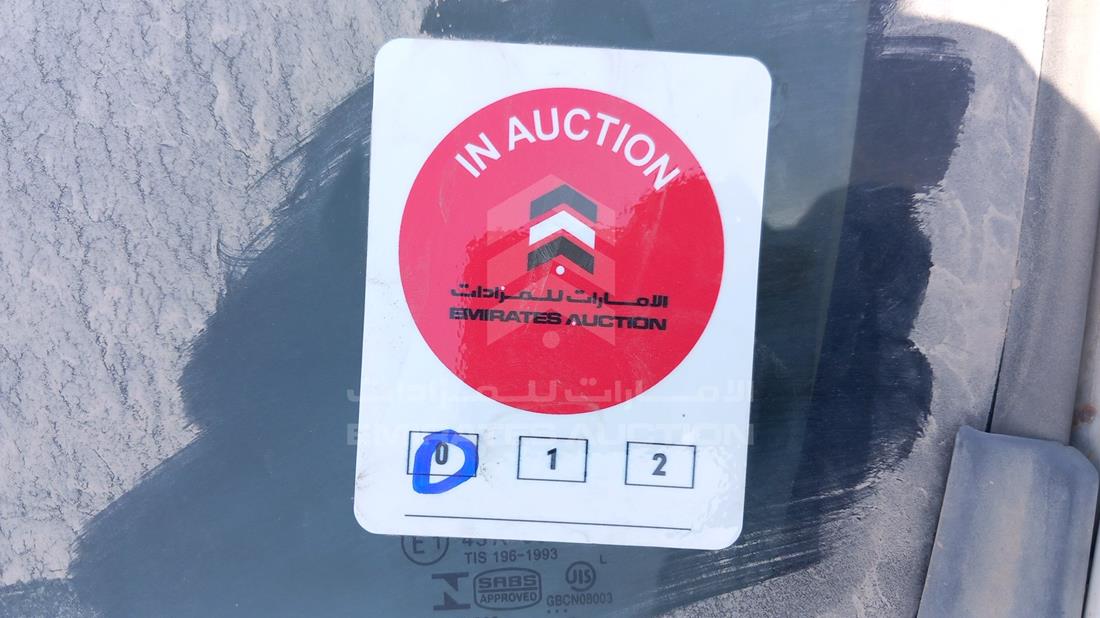 IN AUCTION
الامارات للمزادات
EMIRATES AUCTION
الامارات للمزادات
EMIRATES AUCTION
0 1 2
E1
TIS 196-1993 L
SABS JIS
APPROVED GBCN08003